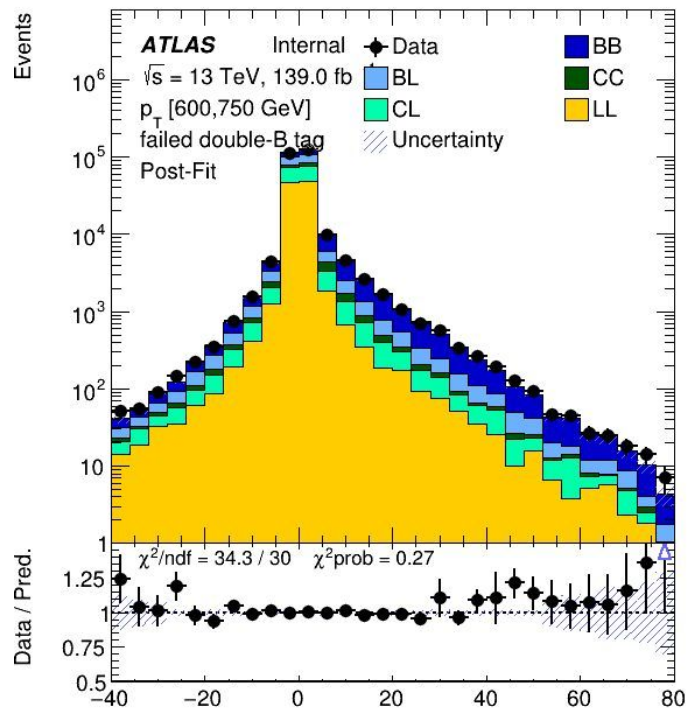 Events
ATLAS Internal
√s = 13 TeV, 139.0 fb
p_T [600,750 GeV]
failed double-B tag
Post-Fit
Data
BB
BL
CC
CL
LL
Uncertainty
10^6
10^5
10^4
10^3
10^2
10
1
χ²/ndf = 34.3 / 30 χ²prob = 0.27
Data / Pred.
1.25
1
0.75
0.5
−40 −20 0 20 40 60 80